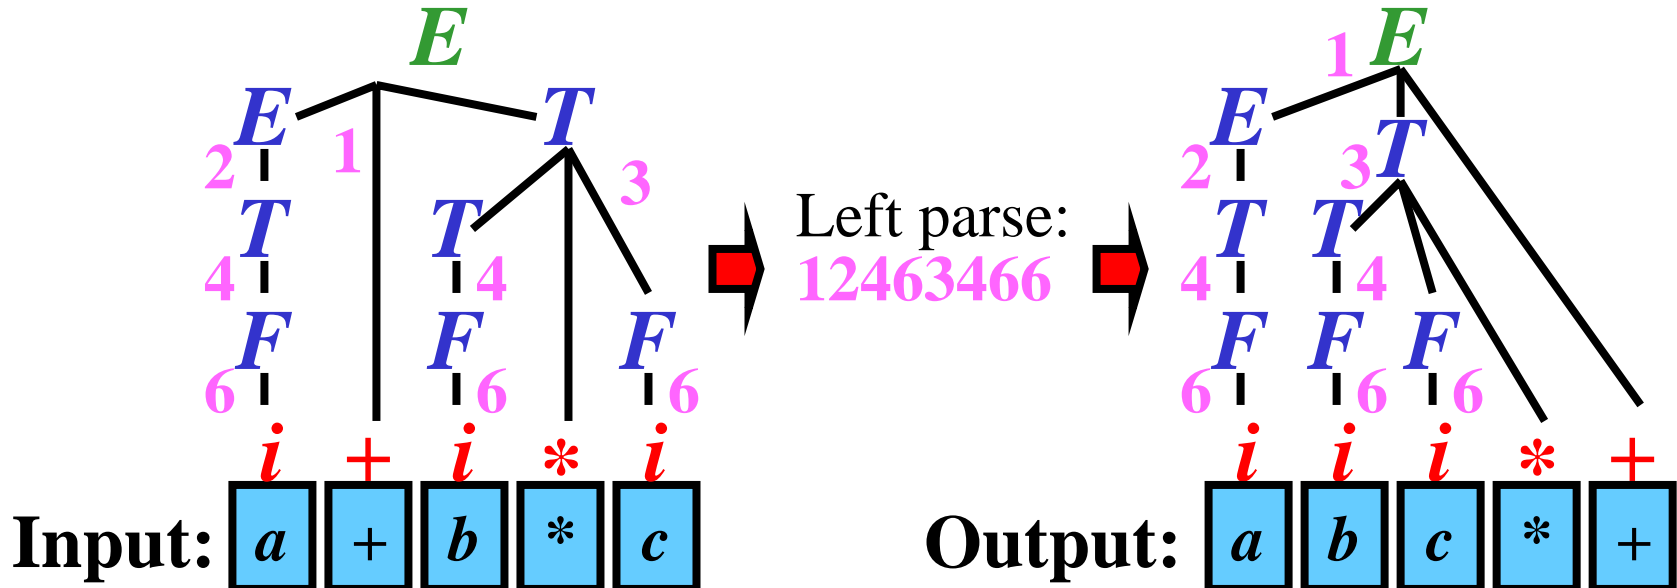 E
1 E
E T
E T
2 1 3
2 3
T T
T T
4 4
4 4
Left parse:
12463466
F F F
F F F
6 6 6
6 6 6
i + i * i
i i i * +
Input: a + b * c
Output: a b c * +